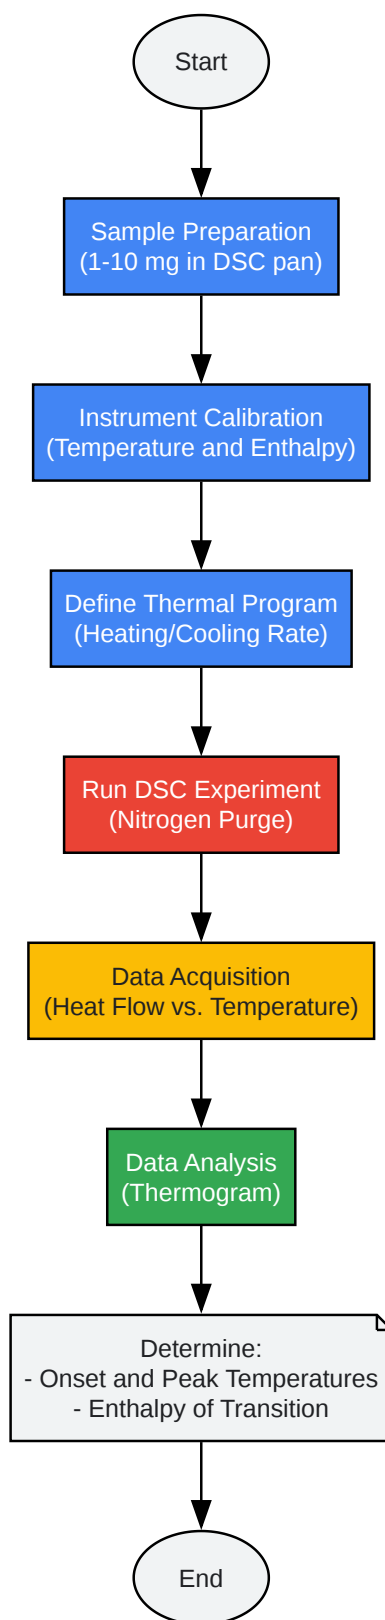 Start
Sample Preparation
(1-10 mg in DSC pan)
Instrument Calibration
(Temperature and Enthalpy)
Define Thermal Program
(Heating/Cooling Rate)
Run DSC Experiment
(Nitrogen Purge)
Data Acquisition
(Heat Flow vs. Temperature)
Data Analysis
(Thermogram)
Determine:
- Onset and Peak Temperatures
- Enthalpy of Transition
End